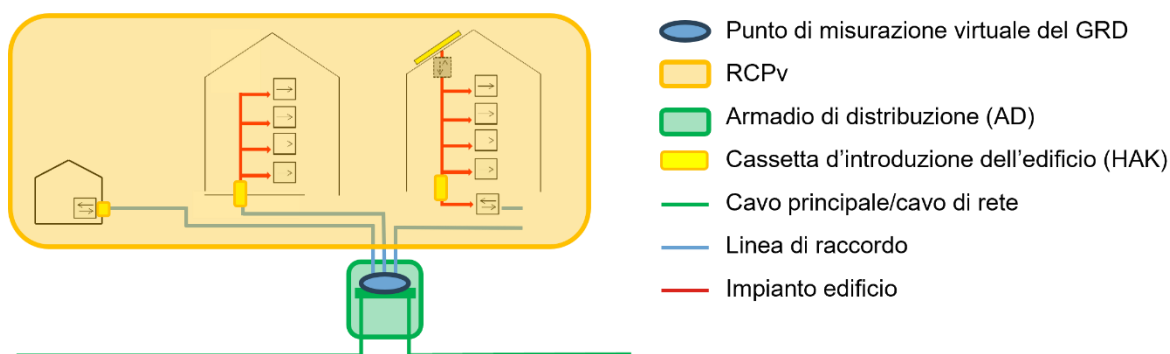 Punto di misurazione virtuale del GRD
RCPv
Armadio di distribuzione (AD)
Cassetta d’introduzione dell’edificio (HAK)
Cavo principale/cavo di rete
Linea di raccordo
Impianto edificio